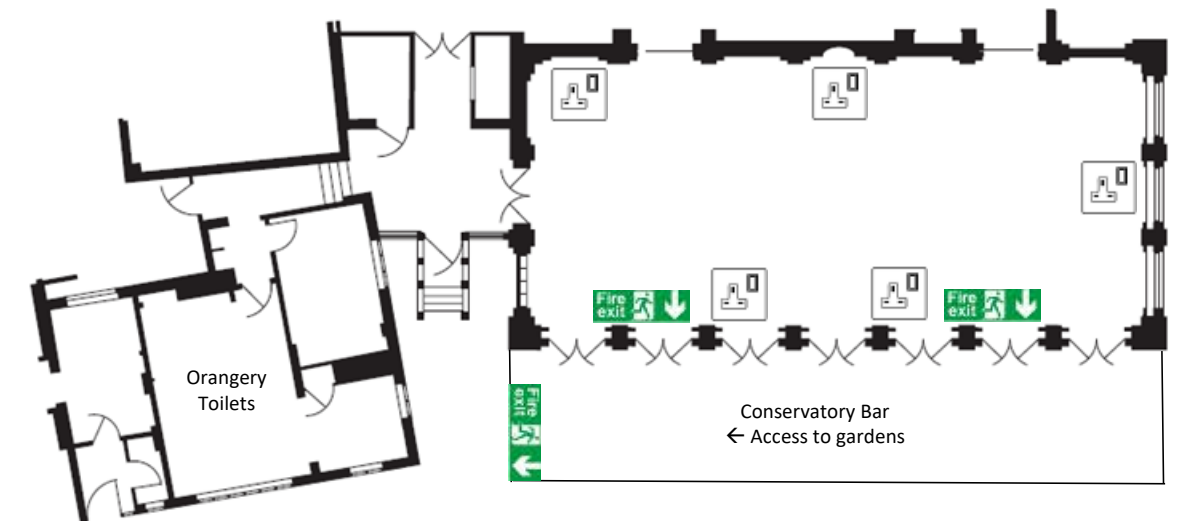 Fire
exit
Fire
exit
Orangery
Toilets
Fire
exit
Conservatory Bar
← Access to gardens